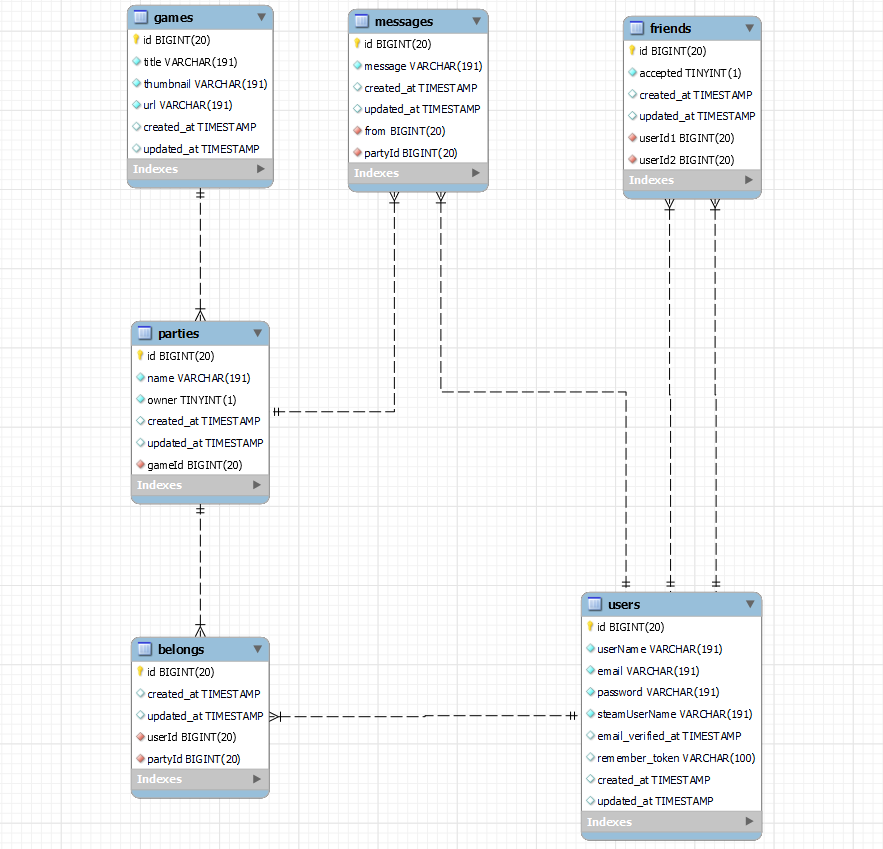 games
id BIGINT(20)
title VARCHAR(191)
thumbnail VARCHAR(191)
url VARCHAR(191)
created_at TIMESTAMP
updated_at TIMESTAMP
Indexes
messages
id BIGINT(20)
message VARCHAR(191)
created_at TIMESTAMP
updated_at TIMESTAMP
from BIGINT(20)
partyId BIGINT(20)
Indexes
friends
id BIGINT(20)
accepted TINYINT(1)
created_at TIMESTAMP
updated_at TIMESTAMP
userId1 BIGINT(20)
userId2 BIGINT(20)
Indexes
parties
id BIGINT(20)
name VARCHAR(191)
owner TINYINT(1)
created_at TIMESTAMP
updated_at TIMESTAMP
gameId BIGINT(20)
Indexes
belongs
id BIGINT(20)
created_at TIMESTAMP
updated_at TIMESTAMP
userId BIGINT(20)
partyId BIGINT(20)
Indexes
users
id BIGINT(20)
userName VARCHAR(191)
email VARCHAR(191)
password VARCHAR(191)
steamUserName VARCHAR(191)
email_verified_at TIMESTAMP
remember_token VARCHAR(100)
created_at TIMESTAMP
updated_at TIMESTAMP
Indexes